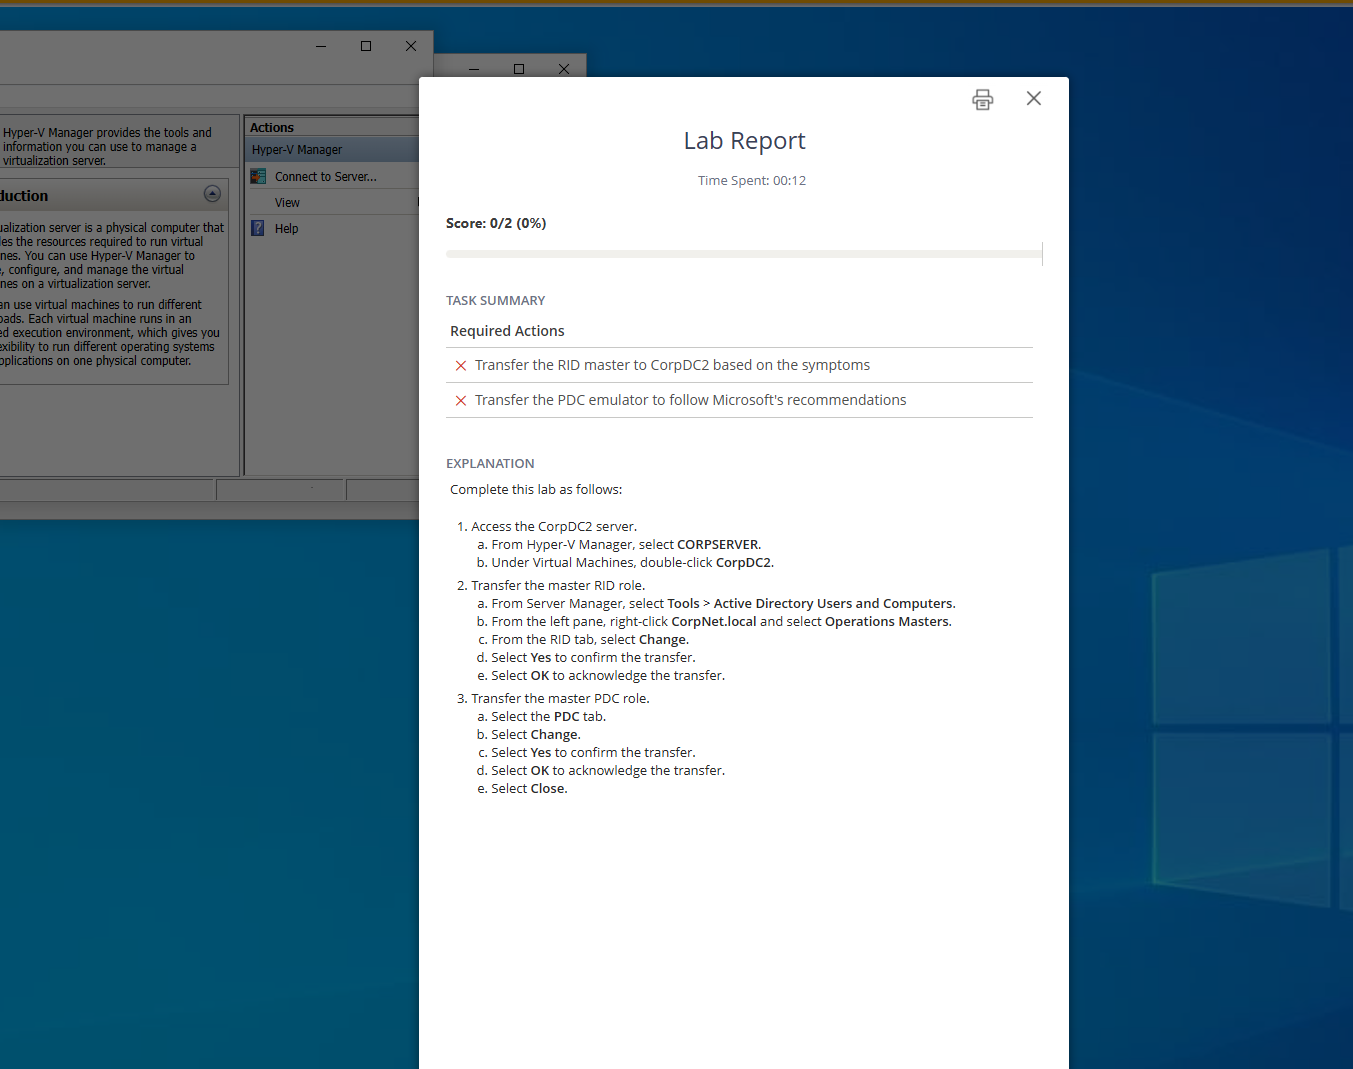 Hyper-V Manager provides the tools and
information you can use to manage a
virtualization server.
Actions
Hyper-V Manager
Connect to Server...
View
Help
virtualization server is a physical computer that
the resources required to run virtual
You can use Hyper-V Manager to
, configure, and manage the virtual
on a virtualization server.
use virtual machines to run different
Each virtual machine runs in an
execution environment, which gives you
to run different operating systems
on one physical computer.
Lab Report
Time Spent: 00:12
Score: 0/2 (0%)
TASK SUMMARY
Required Actions
Transfer the RID master to CorpDC2 based on the symptoms
Transfer the PDC emulator to follow Microsoft's recommendations
EXPLANATION
Complete this lab as follows:
1. Access the CorpDC2 server.
a. From Hyper-V Manager, select CORPSERVER.
b. Under Virtual Machines, double-click CorpDC2.
2. Transfer the master RID role.
a. From Server Manager, select Tools > Active Directory Users and Computers.
b. From the left pane, right-click CorpNet.local and select Operations Masters.
c. From the RID tab, select Change.
d. Select Yes to confirm the transfer.
e. Select OK to acknowledge the transfer.
3. Transfer the master PDC role.
a. Select the PDC tab.
b. Select Change.
c. Select Yes to confirm the transfer.
d. Select OK to acknowledge the transfer.
e. Select Close.